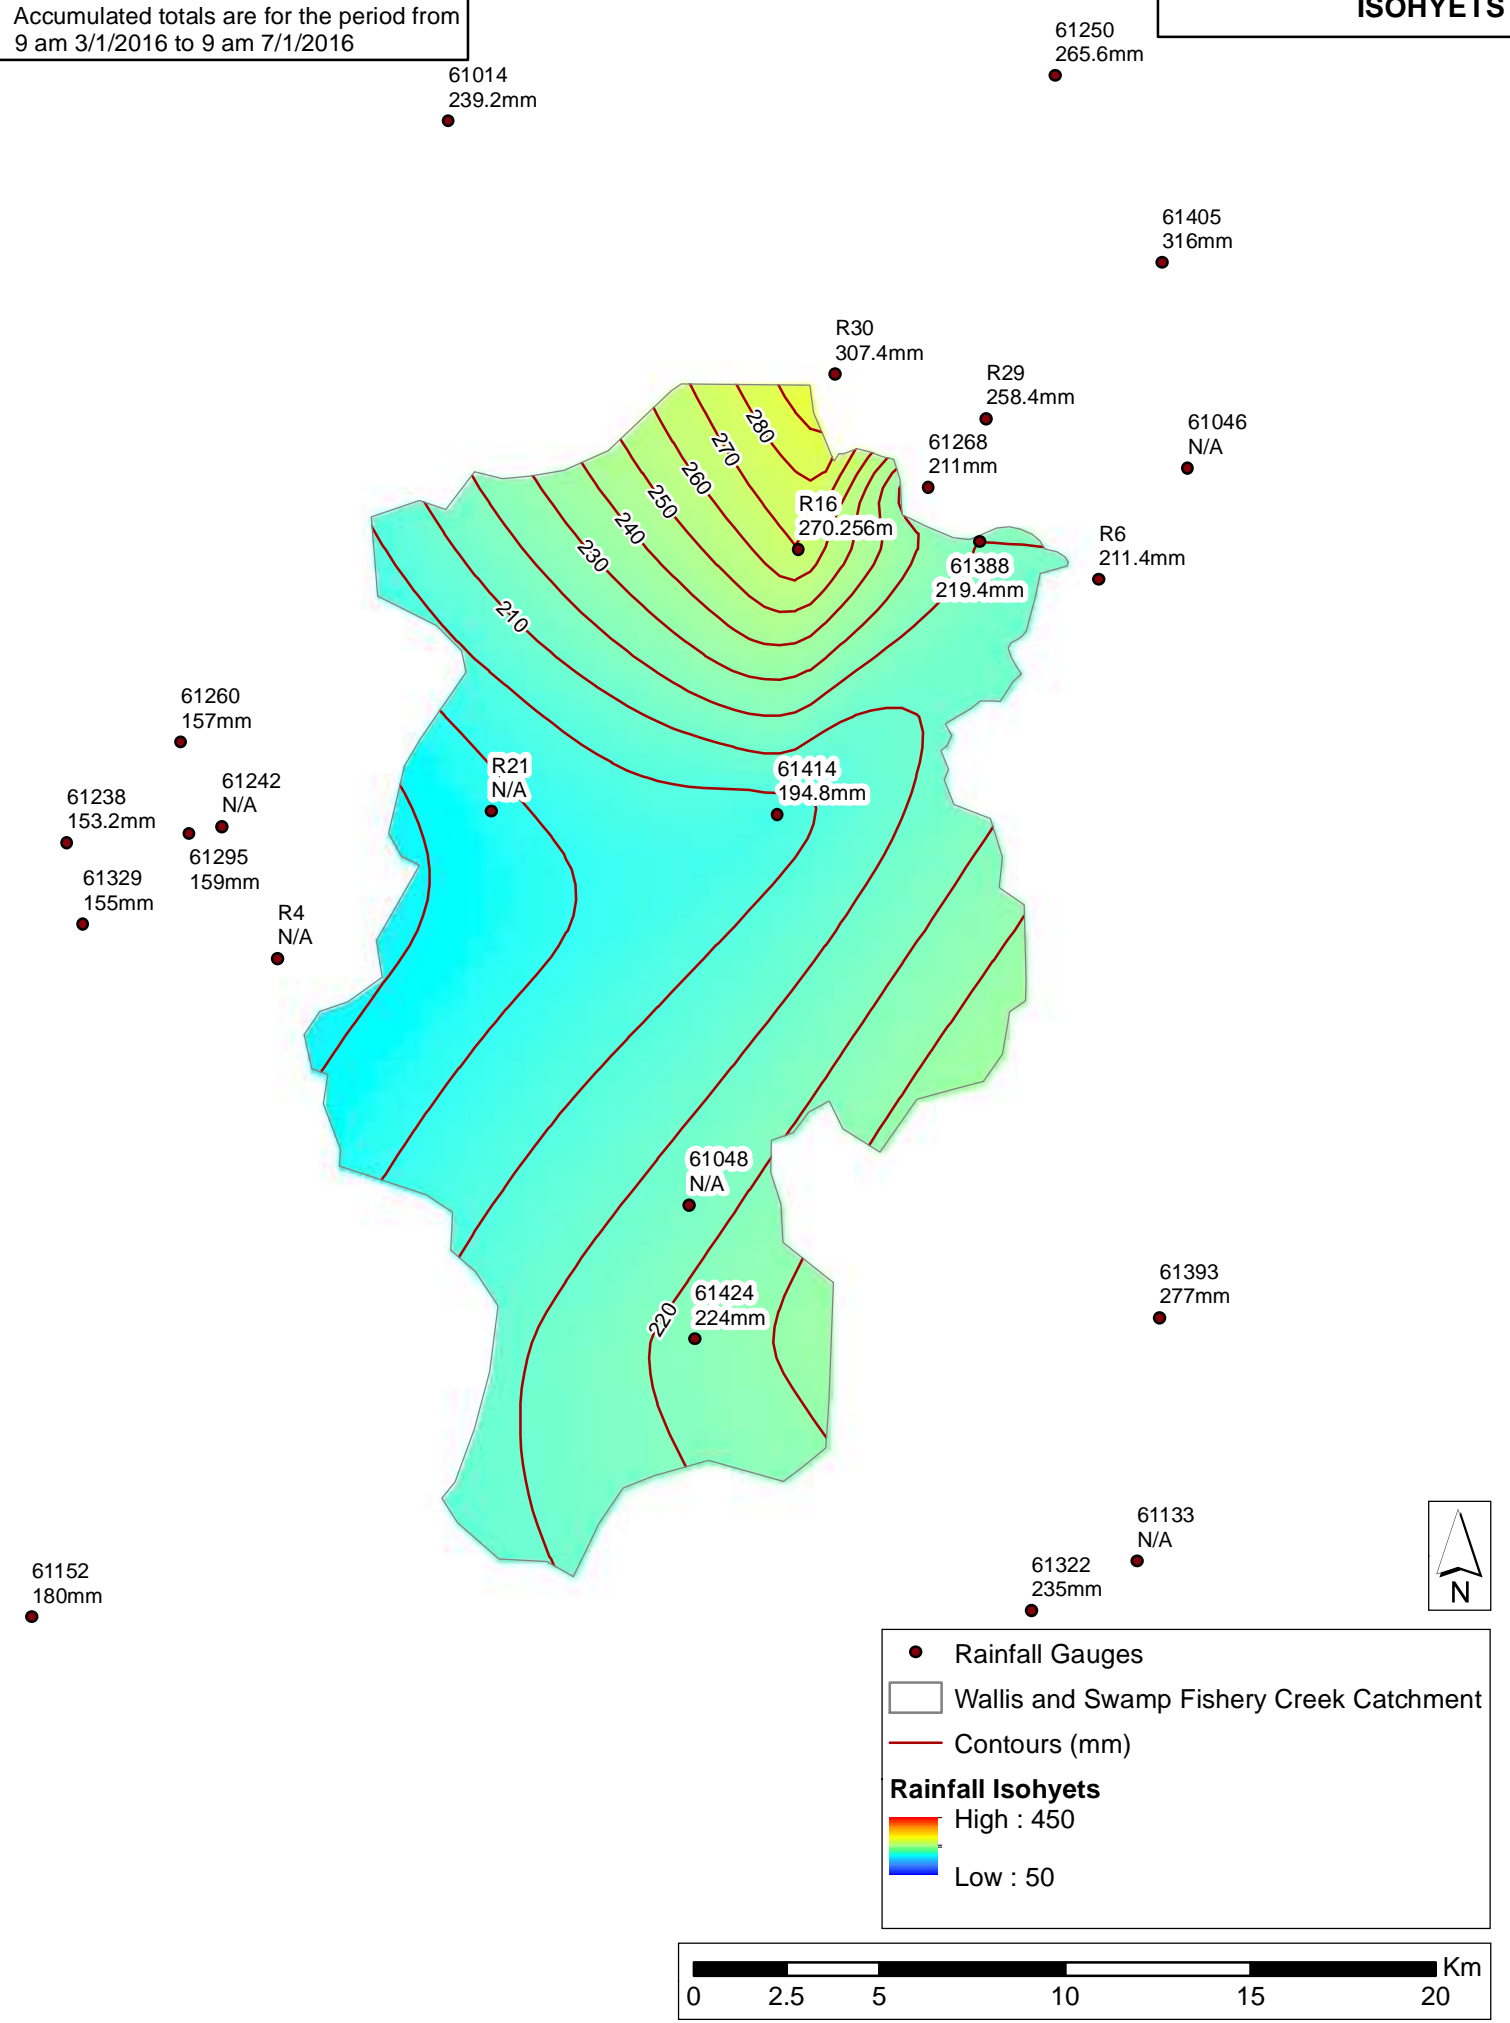 Accumulated totals are for the period from
9 am 3/1/2016 to 9 am 7/1/2016
ISOHYETS
61250
265.6mm
61014
239.2mm
61405
316mm
R30
307.4mm
R29
258.4mm
61046
N/A
61268
211mm
280
270
260
250
240
230
210
R16
270.256m
R6
211.4mm
61388
219.4mm
61260
157mm
R21
N/A
61414
194.8mm
61242
N/A
61238
153.2mm
61295
159mm
61329
155mm
R4
N/A
61048
N/A
61424
224mm
220
61393
277mm
61133
N/A
61322
235mm
61152
180mm
N
Rainfall Gauges
Wallis and Swamp Fishery Creek Catchment
Contours (mm)
Rainfall Isohyets
High : 450
Low : 50
Km
0 2.5 5 10 15 20